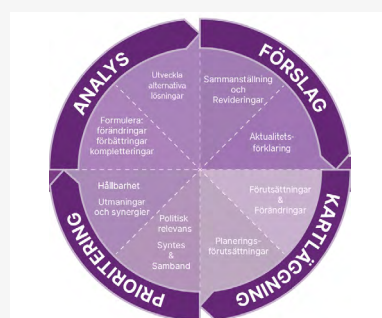 ANALYS
FÖRSLAG
KARTLÄGGNING
PRIORITERING
Utveckla
alternativa
lösningar
Formulera:
förändringar
förbättringar
kompletteringar
Sammanställning
och
Revideringar
Aktualitets-
förklaring
Förutsättningar
&
Förändringar
Planerings-
förutsättningar
Politisk
relevans
Syntes
&
Samband
Hållbarhet
Utmaningar
och synergier